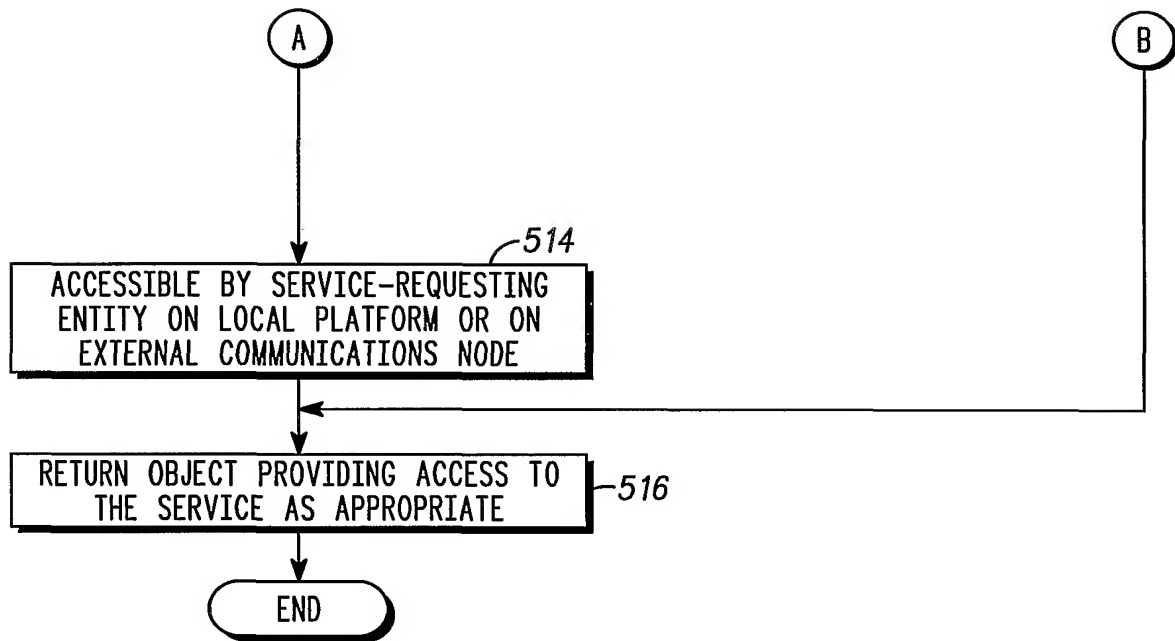 A
B
514
ACCESSIBLE BY SERVICE-REQUESTING
ENTITY ON LOCAL PLATFORM OR ON
EXTERNAL COMMUNICATIONS NODE
RETURN OBJECT PROVIDING ACCESS TO
THE SERVICE AS APPROPRIATE
516
END